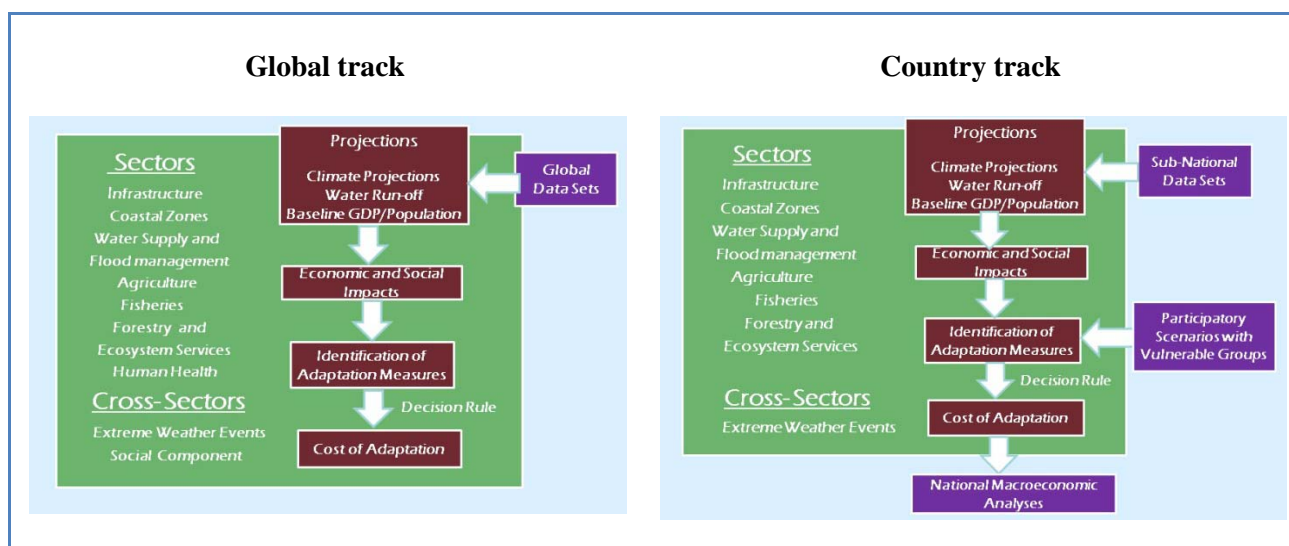 Global track
Sectors
Infrastructure
Coastal Zones
Water Supply and
Flood management
Agriculture
Fisheries
Forestry and
Ecosystem Services
Human Health
Cross-Sectors
Extreme Weather Events
Social Component
Projections
Climate Projections
Water Run-off
Baseline GDP/Population
Global
Data Sets
Economic and Social
Impacts
Identification of
Adaptation Measures
Decision Rule
Cost of Adaptation
Country track
Sectors
Infrastructure
Coastal Zones
Water Supply and
Flood management
Agriculture
Fisheries
Forestry and
Ecosystem Services
Cross-Sectors
Extreme Weather Events
Projections
Climate Projections
Water Run-off
Baseline GDP/Population
Sub-National
Data Sets
Economic and Social
Impacts
Identification of
Adaptation Measures
Participatory
Scenarios with
Vulnerable Groups
Decision Rule
Cost of Adaptation
National Macroeconomic
Analyses